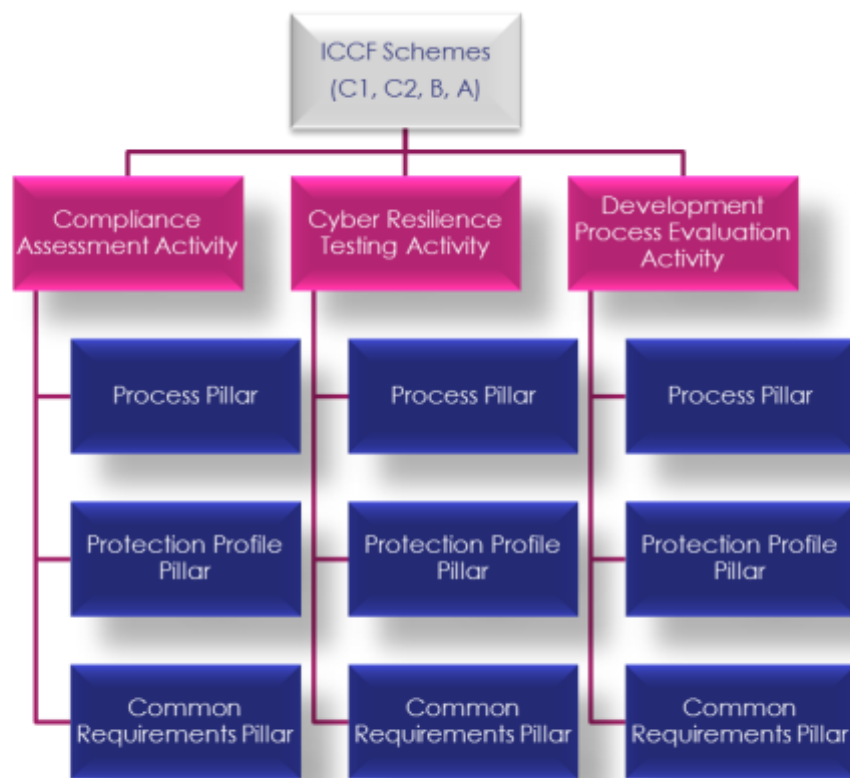 ICCF Schemes
(C1, C2, B, A)
Compliance
Assessment Activity
Cyber Resilience
Testing Activity
Development
Process Evaluation
Activity
Process Pillar
Process Pillar
Process Pillar
Protection Profile
Pillar
Protection Profile
Pillar
Protection Profile
Pillar
Common
Requirements Pillar
Common
Requirements Pillar
Common
Requirements Pillar